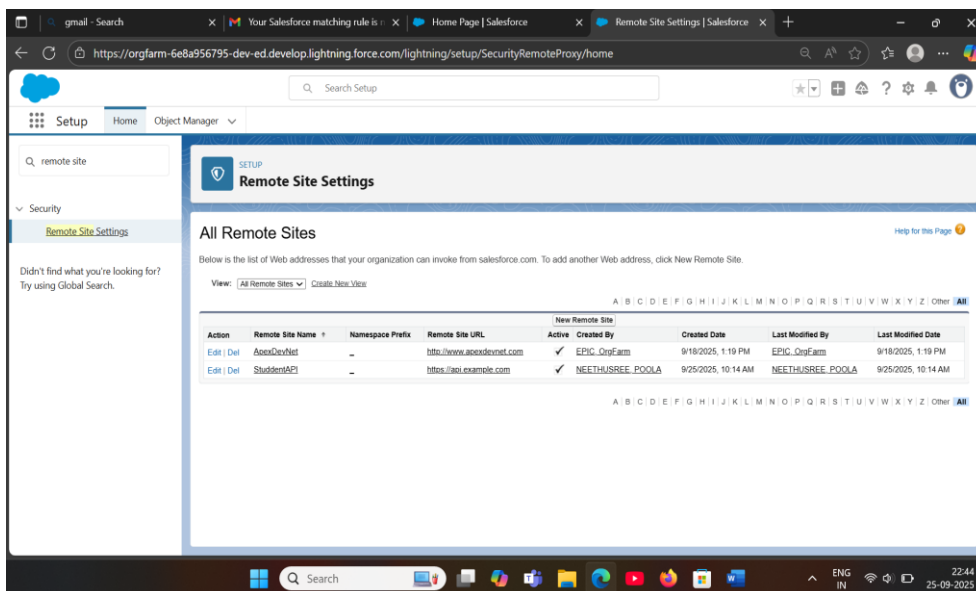 gmail - Search
Your Salesforce matching rule is n
Home Page | Salesforce
Remote Site Settings | Salesforce
https://orgfarm-6e8a956795-dev-ed.develop.lightning.force.com/lightning/setup/SecurityRemoteProxy/home
Search Setup
Setup Home Object Manager
remote site
Security
Remote Site Settings
Didn't find what you're looking for?
Try using Global Search.
SETUP
Remote Site Settings
All Remote Sites
Help for this Page
Below is the list of Web addresses that your organization can invoke from salesforce.com. To add another Web address, click New Remote Site.
View: All Remote Sites Create New View
A | B | C | D | E | F | G | H | I | J | K | L | M | N | O | P | Q | R | S | T | U | V | W | X | Y | Z | Other All
New Remote Site
Action Remote Site Name Namespace Prefix Remote Site URL Active Created By Created Date Last Modified By Last Modified Date
Edit | Del ApexDevNet http://www.apexdevnet.com EPIC, OrgFarm 9/18/2025, 1:19 PM EPIC, OrgFarm 9/18/2025, 1:19 PM
Edit | Del StuddentAPI https://api.example.com NEETHUSREE, POOLA 9/25/2025, 10:14 AM NEETHUSREE, POOLA 9/25/2025, 10:14 AM
A | B | C | D | E | F | G | H | I | J | K | L | M | N | O | P | Q | R | S | T | U | V | W | X | Y | Z | Other All
Search
ENG
IN
22:44
25-09-2025